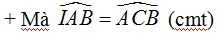 + Mà \(\widehat{IAB} = \widehat{ACB}\) (cmt)